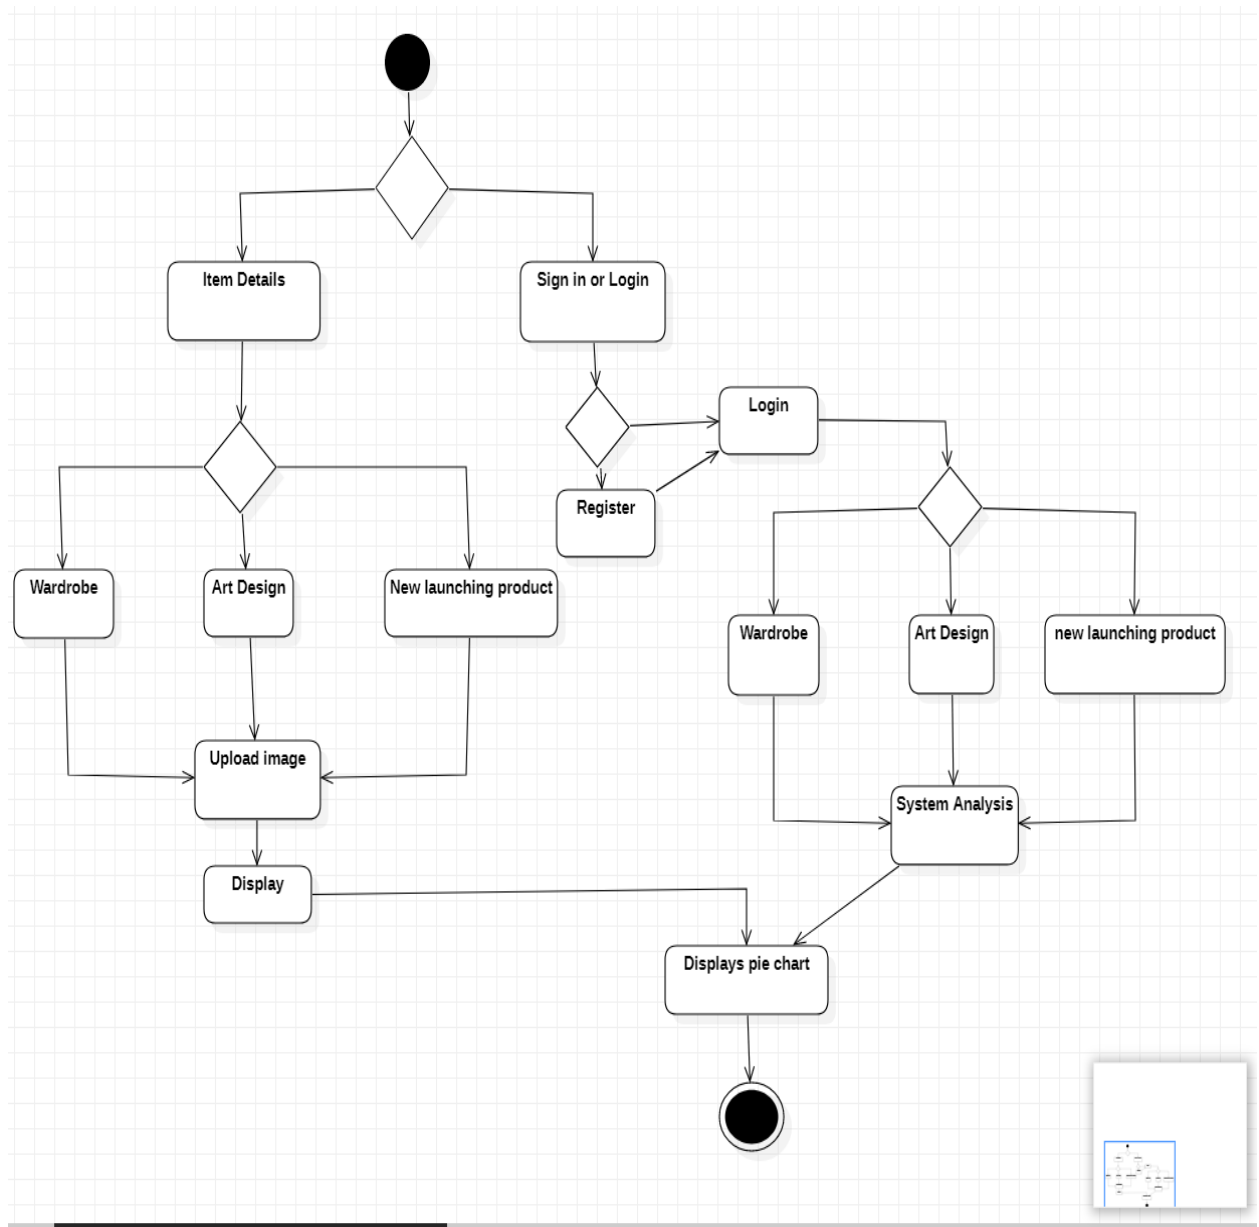 Item Details
Sign in or Login
Login
Register
Wardrobe
Art Design
New launching product
Wardrobe
Art Design
new launching product
Upload image
System Analysis
Display
Displays pie chart